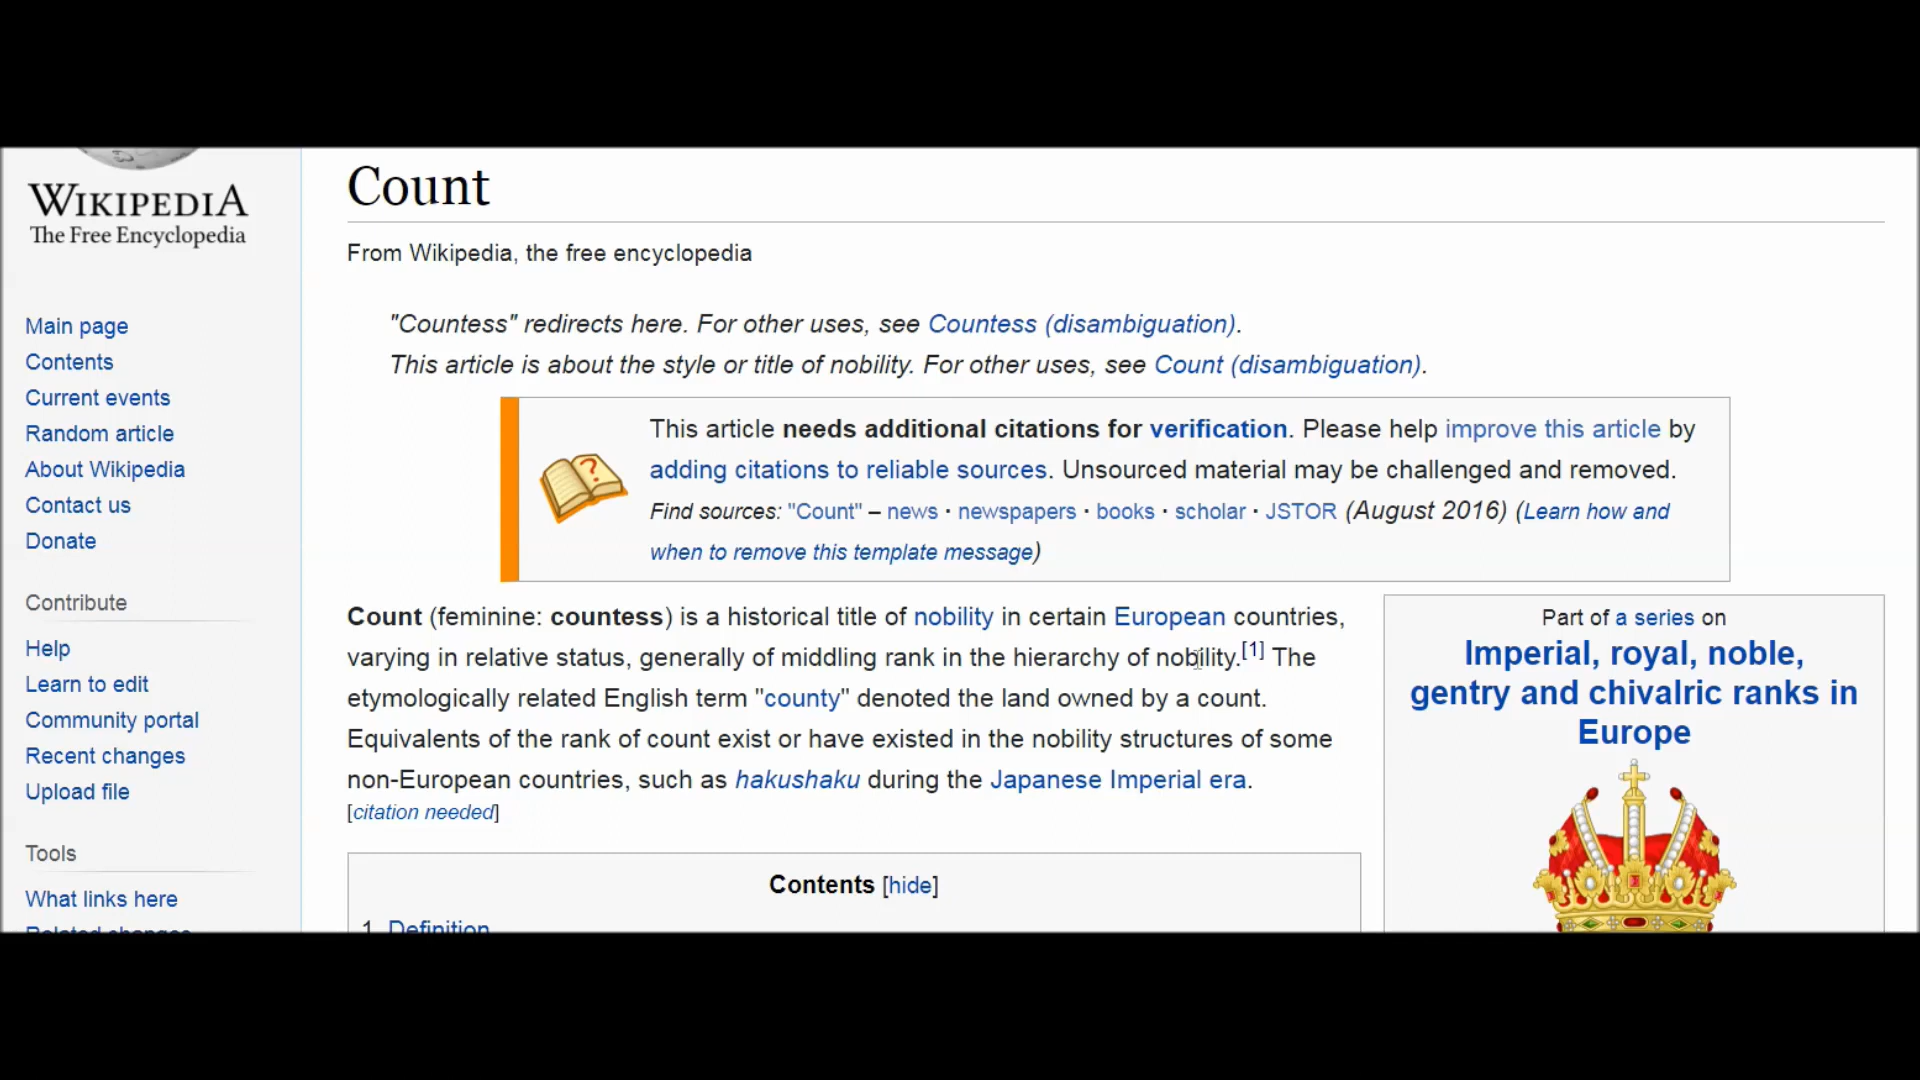 WIKIPEDIA
The Free Encyclopedia
Main page
Contents
Current events
Random article
About Wikipedia
Contact us
Donate
Contribute
Help
Learn to edit
Community portal
Recent changes
Upload file
Tools
What links here
Related changes
Count
From Wikipedia, the free encyclopedia
"Countess" redirects here. For other uses, see Countess (disambiguation).
This article is about the style or title of nobility. For other uses, see Count (disambiguation).
This article needs additional citations for verification. Please help improve this article by
adding citations to reliable sources. Unsourced material may be challenged and removed.
Find sources: "Count" – news · newspapers · books · scholar · JSTOR (August 2016) (Learn how and
when to remove this template message)
Count (feminine: countess) is a historical title of nobility in certain European countries,
varying in relative status, generally of middling rank in the hierarchy of nobility.[1] The
etymologically related English term "county" denoted the land owned by a count.
Equivalents of the rank of count exist or have existed in the nobility structures of some
non-European countries, such as hakushaku during the Japanese Imperial era.
[citation needed]
Contents [hide]
1 Definition
Part of a series on
Imperial, royal, noble,
gentry and chivalric ranks in
Europe